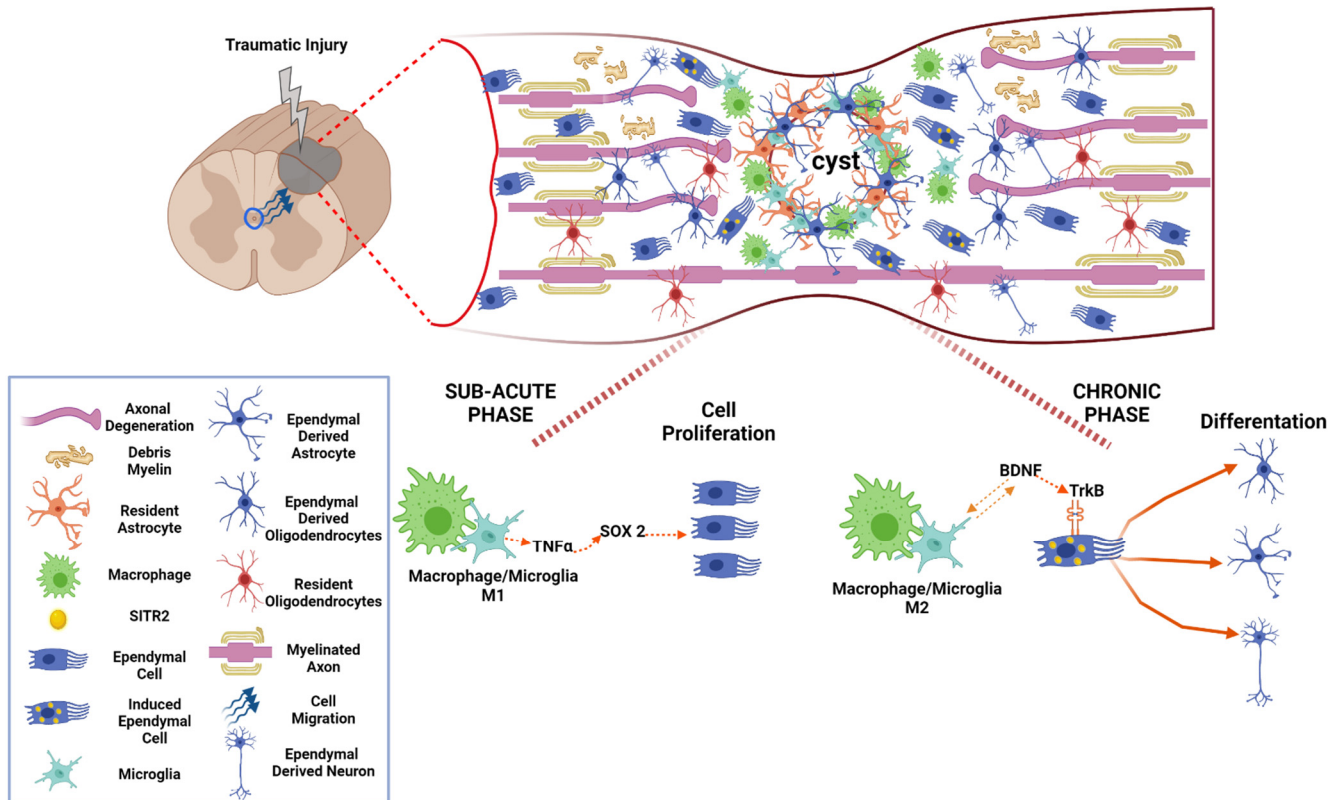 Traumatic Injury
cyst
SUB-ACUTE
PHASE
Cell
Proliferation
CHRONIC
PHASE
Differentation
Macrophage/Microglia
M1
TNFα
SOX 2
Macrophage/Microglia
M2
BDNF
TrkB
Axonal
Degeneration
Debris
Myelin
Resident
Astrocyte
Macrophage
SITR2
Ependymal
Cell
Induced
Ependymal
Cell
Microglia
Ependymal
Derived
Astrocyte
Ependymal
Derived
Oligodendrocytes
Resident
Oligodendrocytes
Myelinated
Axon
Cell
Migration
Ependymal
Derived Neuron